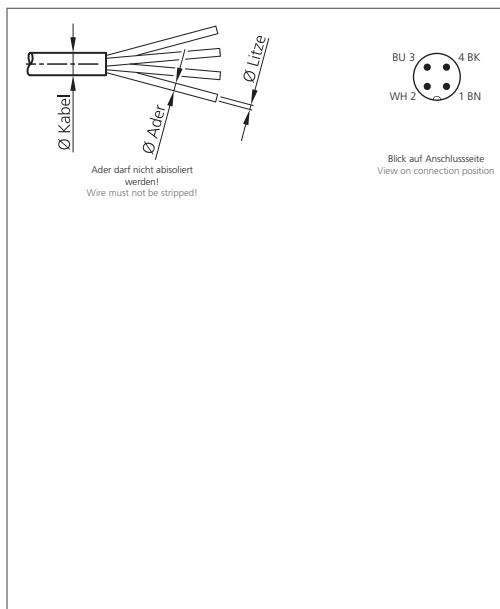 Ø Kabel
Ø Ader
Ø Litze
Ader darf nicht abisoliert
werden!
Wire must not be stripped!
BU 3
4 BK
WH 2
1 BN
Blick auf Anschlussseite
View on connection position